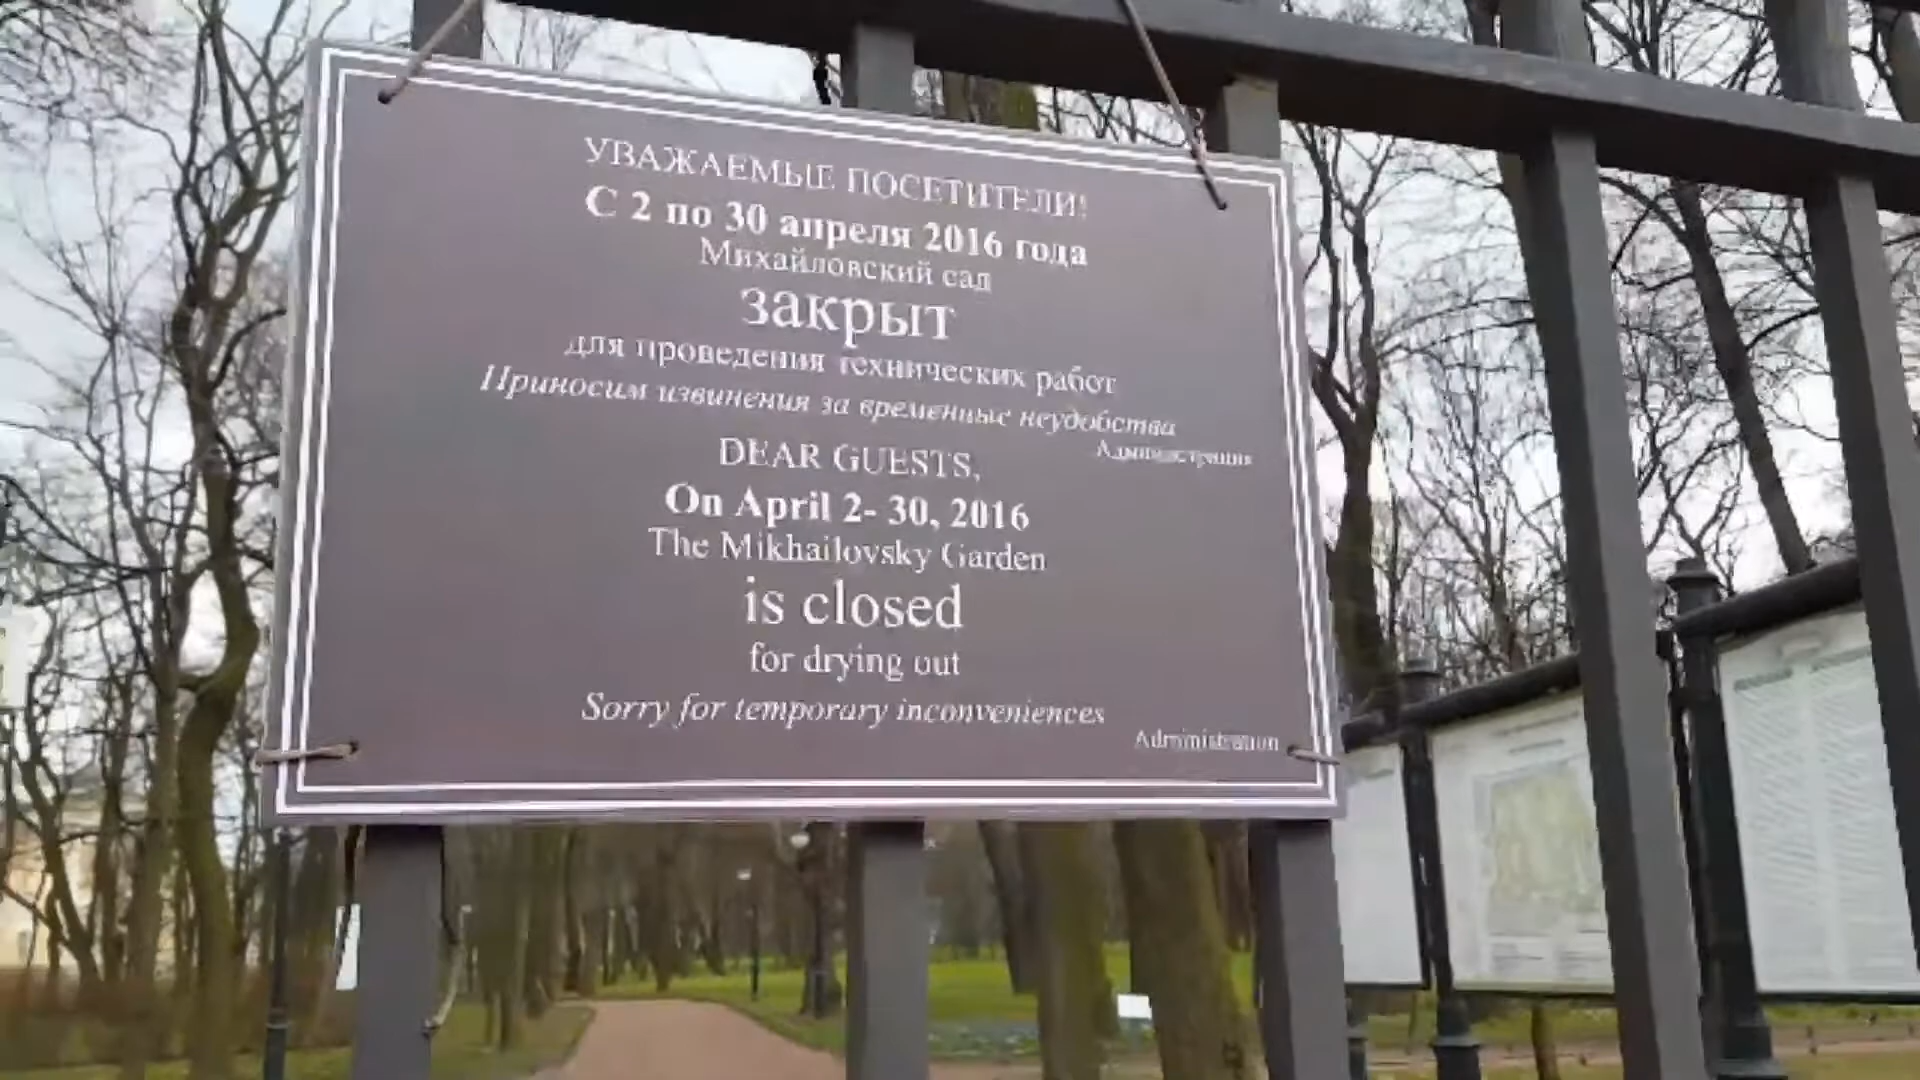 УВАЖАЕМЫЕ ПОСЕТИТЕЛИ!
С 2 по 30 апреля 2016 года
Михайловский сад
закрыт
для проведения технических работ
Приносим извинения за временные неудобства
Администрация
DEAR GUESTS,
On April 2- 30, 2016
The Mikhailovsky Garden
is closed
for drying out
Sorry for temporary inconveniences
Administration